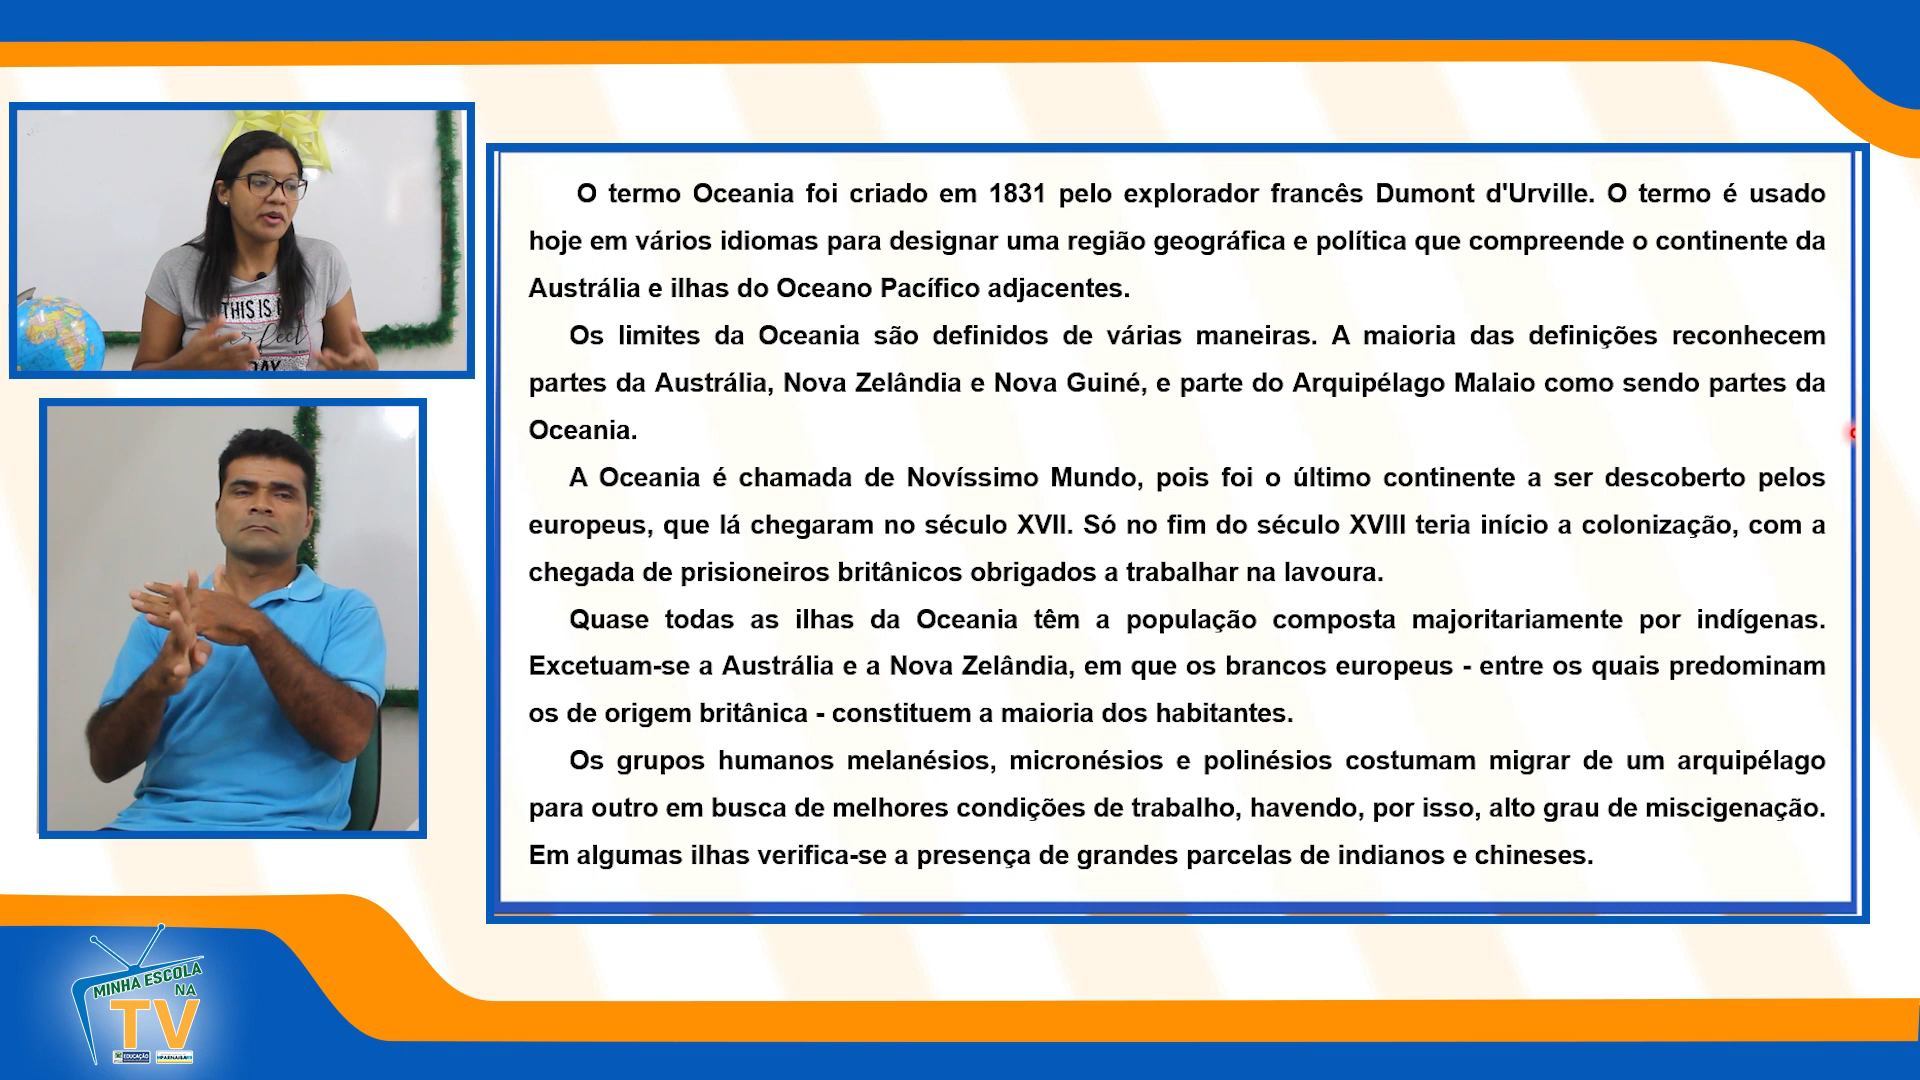 O termo Oceania foi criado em 1831 pelo explorador francês Dumont d'Urville. O termo é usado
hoje em vários idiomas para designar uma região geográfica e política que compreende o continente da
Austrália e ilhas do Oceano Pacífico adjacentes.
Os limites da Oceania são definidos de várias maneiras. A maioria das definições reconhecem
partes da Austrália, Nova Zelândia e Nova Guiné, e parte do Arquipélago Malaio como sendo partes da
Oceania.
A Oceania é chamada de Novíssimo Mundo, pois foi o último continente a ser descoberto pelos
europeus, que lá chegaram no século XVII. Só no fim do século XVIII teria início a colonização, com a
chegada de prisioneiros britânicos obrigados a trabalhar na lavoura.
Quase todas as ilhas da Oceania têm a população composta majoritariamente por indígenas.
Excetuam-se a Austrália e a Nova Zelândia, em que os brancos europeus - entre os quais predominam
os de origem britânica - constituem a maioria dos habitantes.
Os grupos humanos melanésios, micronésios e polinésios costumam migrar de um arquipélago
para outro em busca de melhores condições de trabalho, havendo, por isso, alto grau de miscigenação.
Em algumas ilhas verifica-se a presença de grandes parcelas de indianos e chineses.
THIS IS
perfect
DAY
MINHA ESCOLA
NA
TV
EDUCAÇÃO
PARNAÍBA